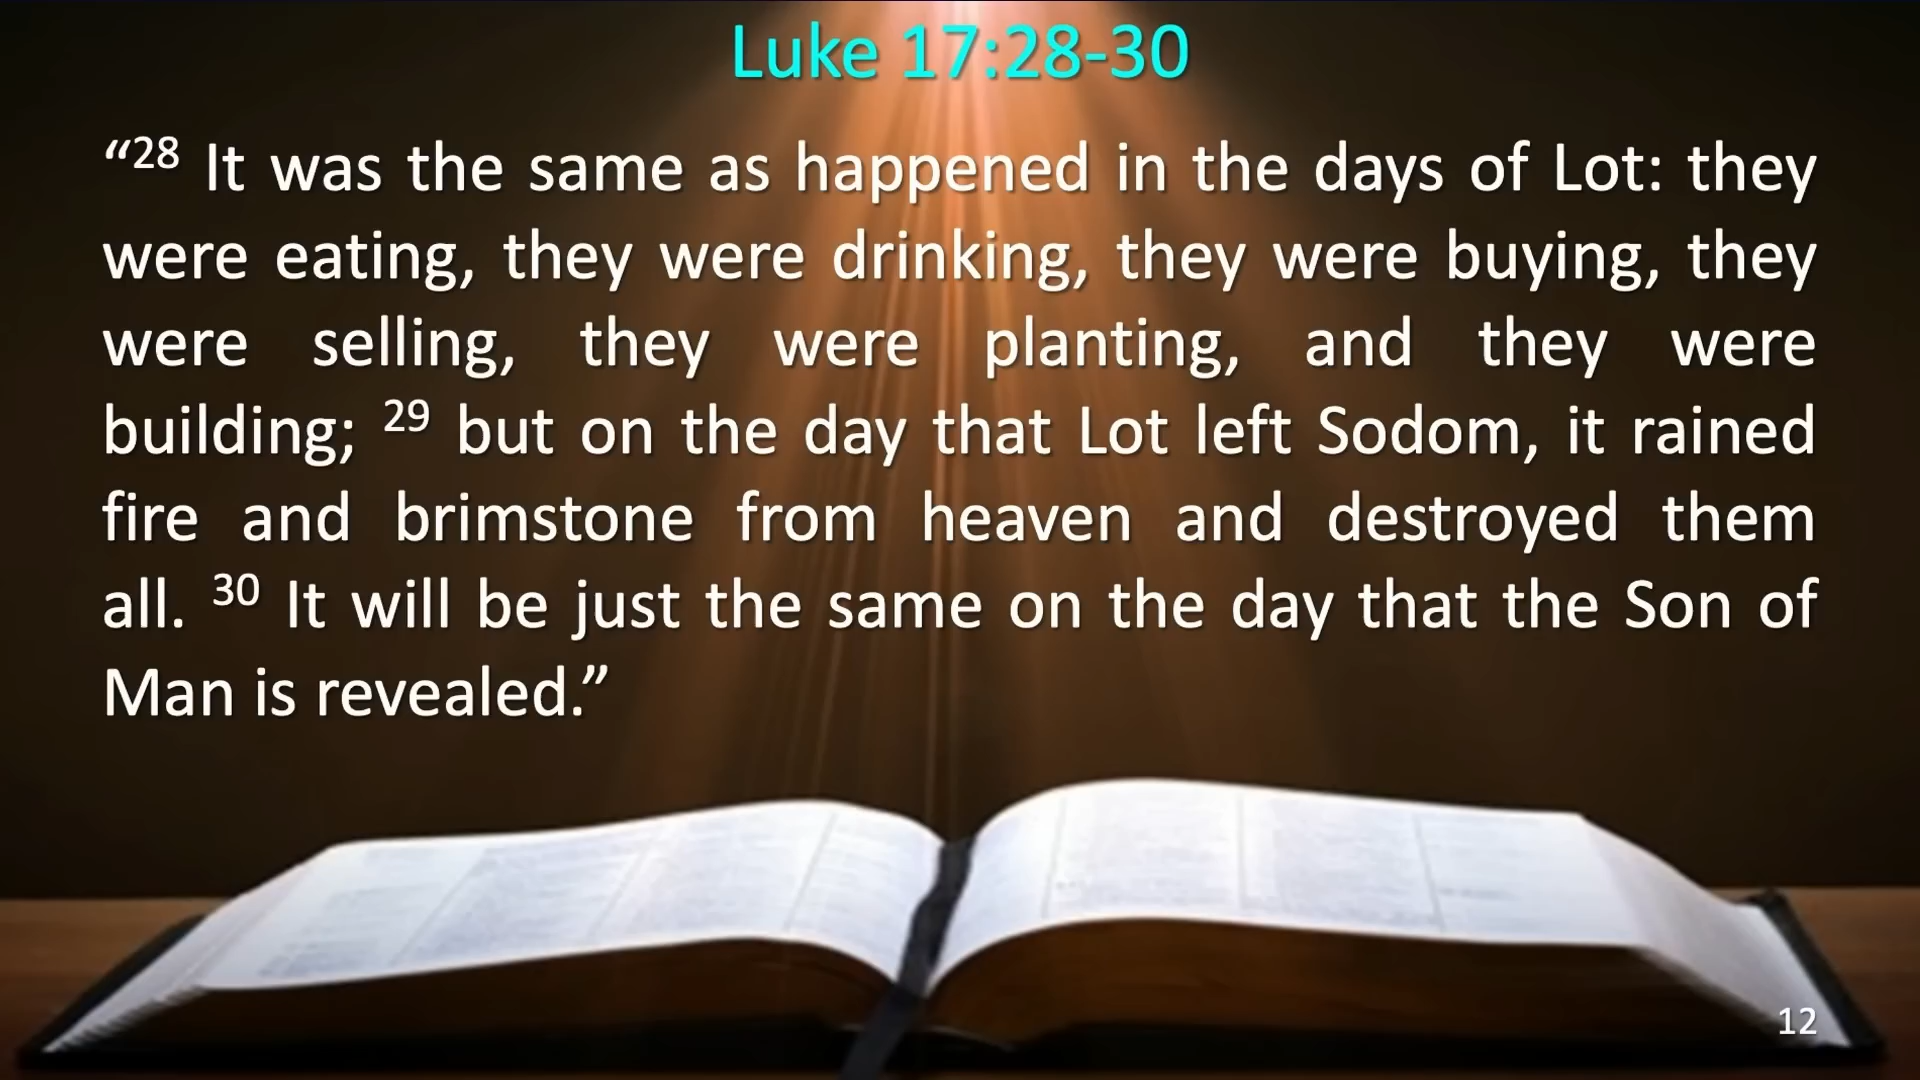 Luke 17:28-30
“28 It was the same as happened in the days of Lot: they
were eating, they were drinking, they were buying, they
were selling, they were planting, and they were
building; 29 but on the day that Lot left Sodom, it rained
fire and brimstone from heaven and destroyed them
all. 30 It will be just the same on the day that the Son of
Man is revealed.”
12